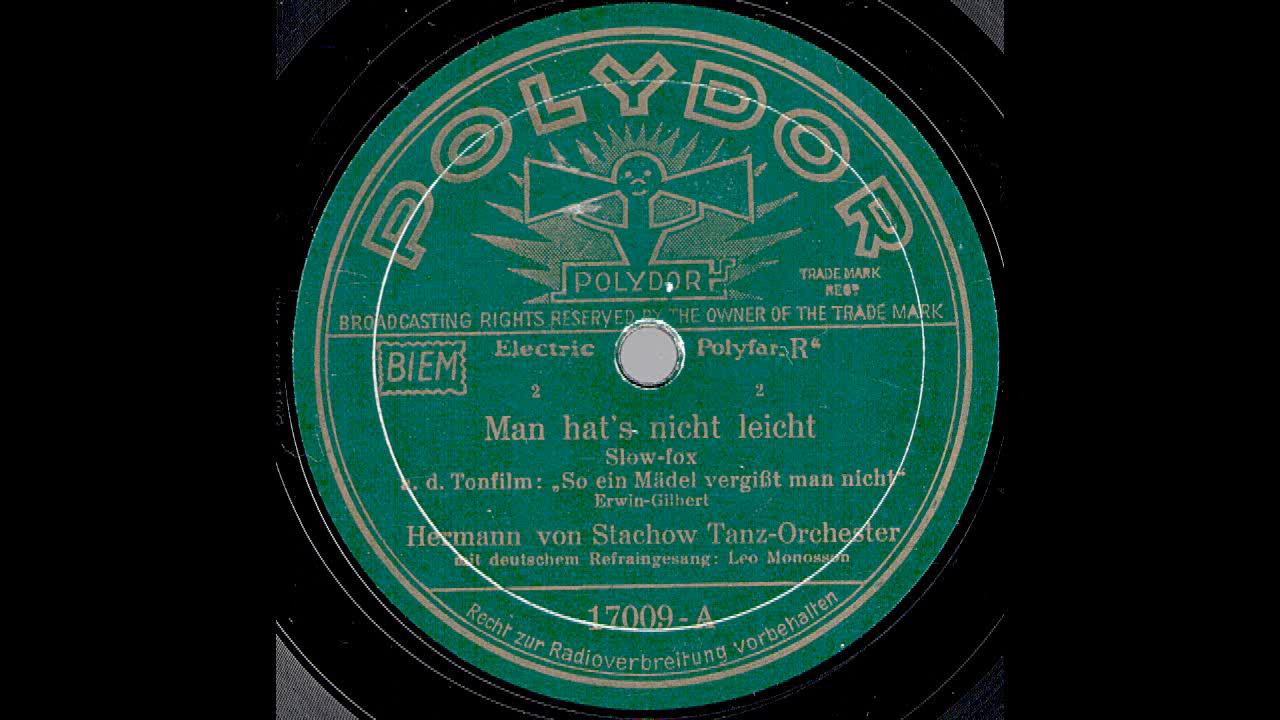 POLYDOR
POLYDOR
TRADE MARK
REGD
BROADCASTING RIGHTS RESERVED BY THE OWNER OF THE TRADE MARK
BIEM
Electric Polyfar „R“
2 2
Man hat's nicht leicht
Slow-fox
a. d. Tonfilm: „So ein Mädel vergißt man nicht“
Erwin-Gilbert
Hermann von Stachow Tanz-Orchester
mit deutschem Refraingesang: Leo Monosson
17009-A
Recht zur Radioverbreitung vorbehalten